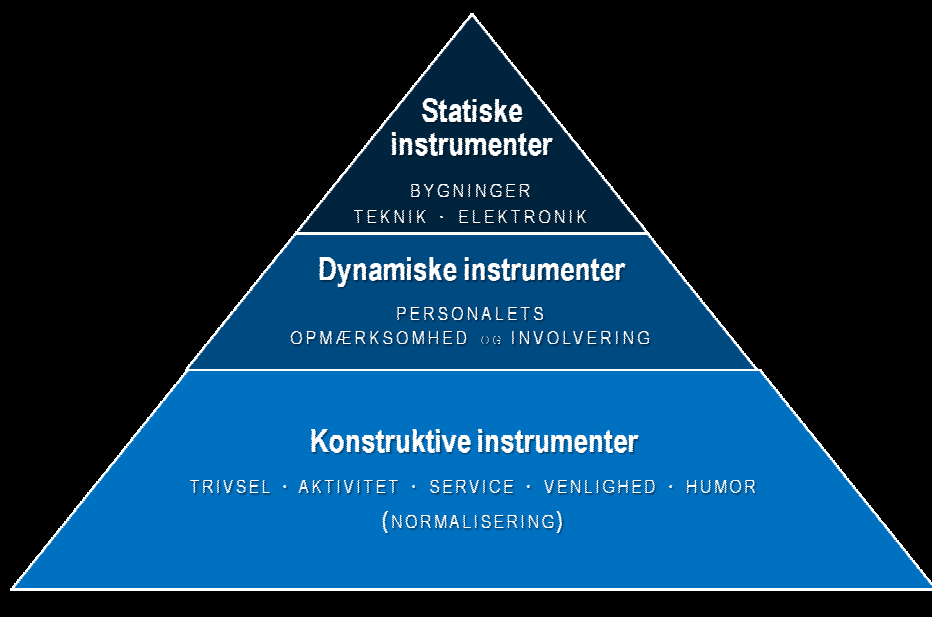 Statiske
instrumenter
BYGNINGER
TEKNIK · ELEKTRONIK
Dynamiske instrumenter
PERSONALETS
OPMÆRKSOMHED OG INVOLVERING
Konstruktive instrumenter
TRIVSEL · AKTIVITET · SERVICE · VENLIGHED · HUMOR
(NORMALISERING)